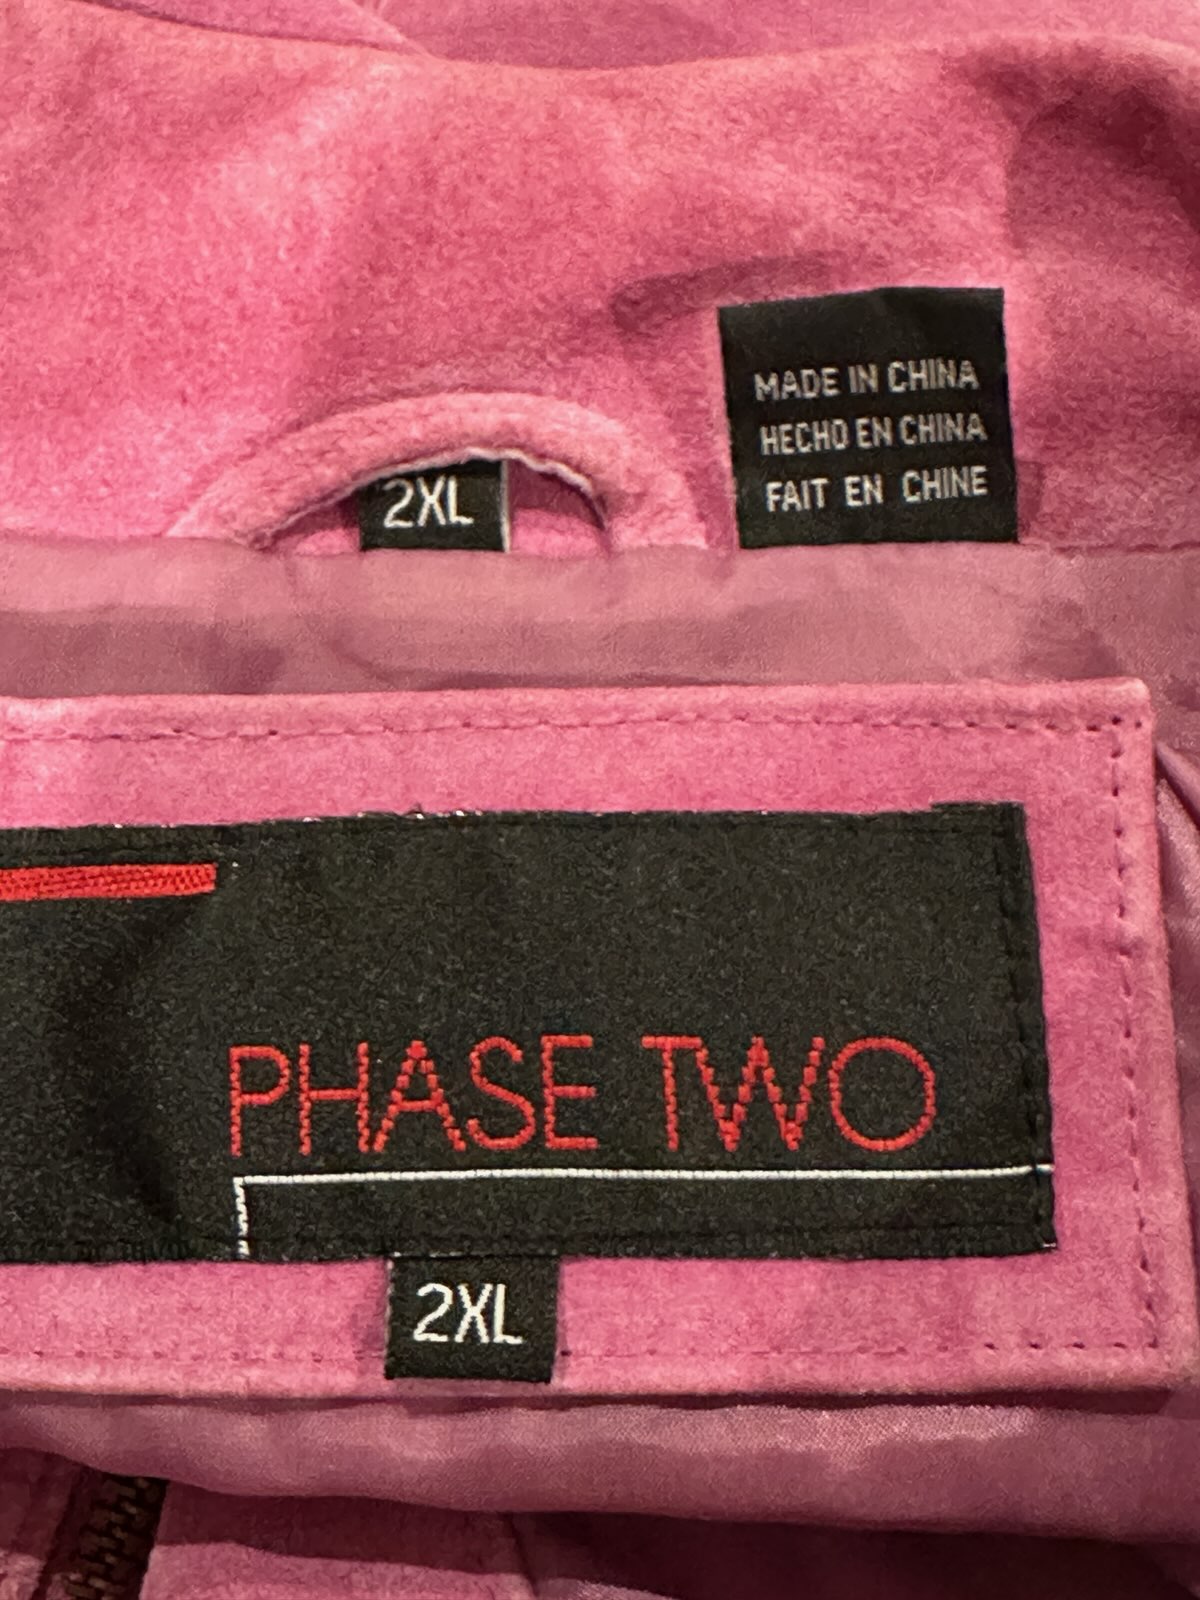 2XL
MADE IN CHINA
HECHO EN CHINA
FAIT EN CHINE
PHASE TWO
2XL